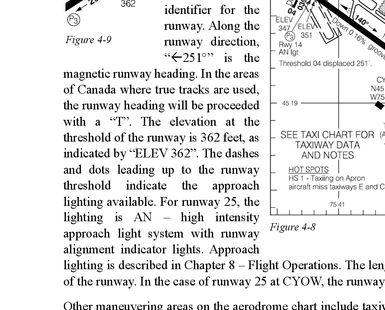 362
P3
Figure 4-9
identifier for the
runway. Along the
runway direction,
“←251°” is the
magnetic runway heading. In the areas
of Canada where true tracks are used,
the runway heading will be proceeded
with a “T”. The elevation at the
threshold of the runway is 362 feet, as
indicated by “ELEV 362”. The dashes
and dots leading up to the runway
threshold indicate the approach
lighting available. For runway 25, the
lighting is AN – high intensity
approach light system with runway
alignment indicator lights. Approach
lighting is described in Chapter 8 – Flight Operations. The len
of the runway. In the case of runway 25 at CYOW, the runway
Other maneuvering areas on the aerodrome chart include taxiw
04
ELEV
347
ELEV
351
140°
Down 0.16%
P3
Rwy 14
AN lgt
Threshold 04 displaced 251'.
CY
N45
W75
45 19
SEE TAXI CHART FOR
TAXIWAY DATA
AND NOTES
HOT SPOTS
HS 1 - Taxiing on Apron
aircraft miss taxiways E and C
75 41
Figure 4-8